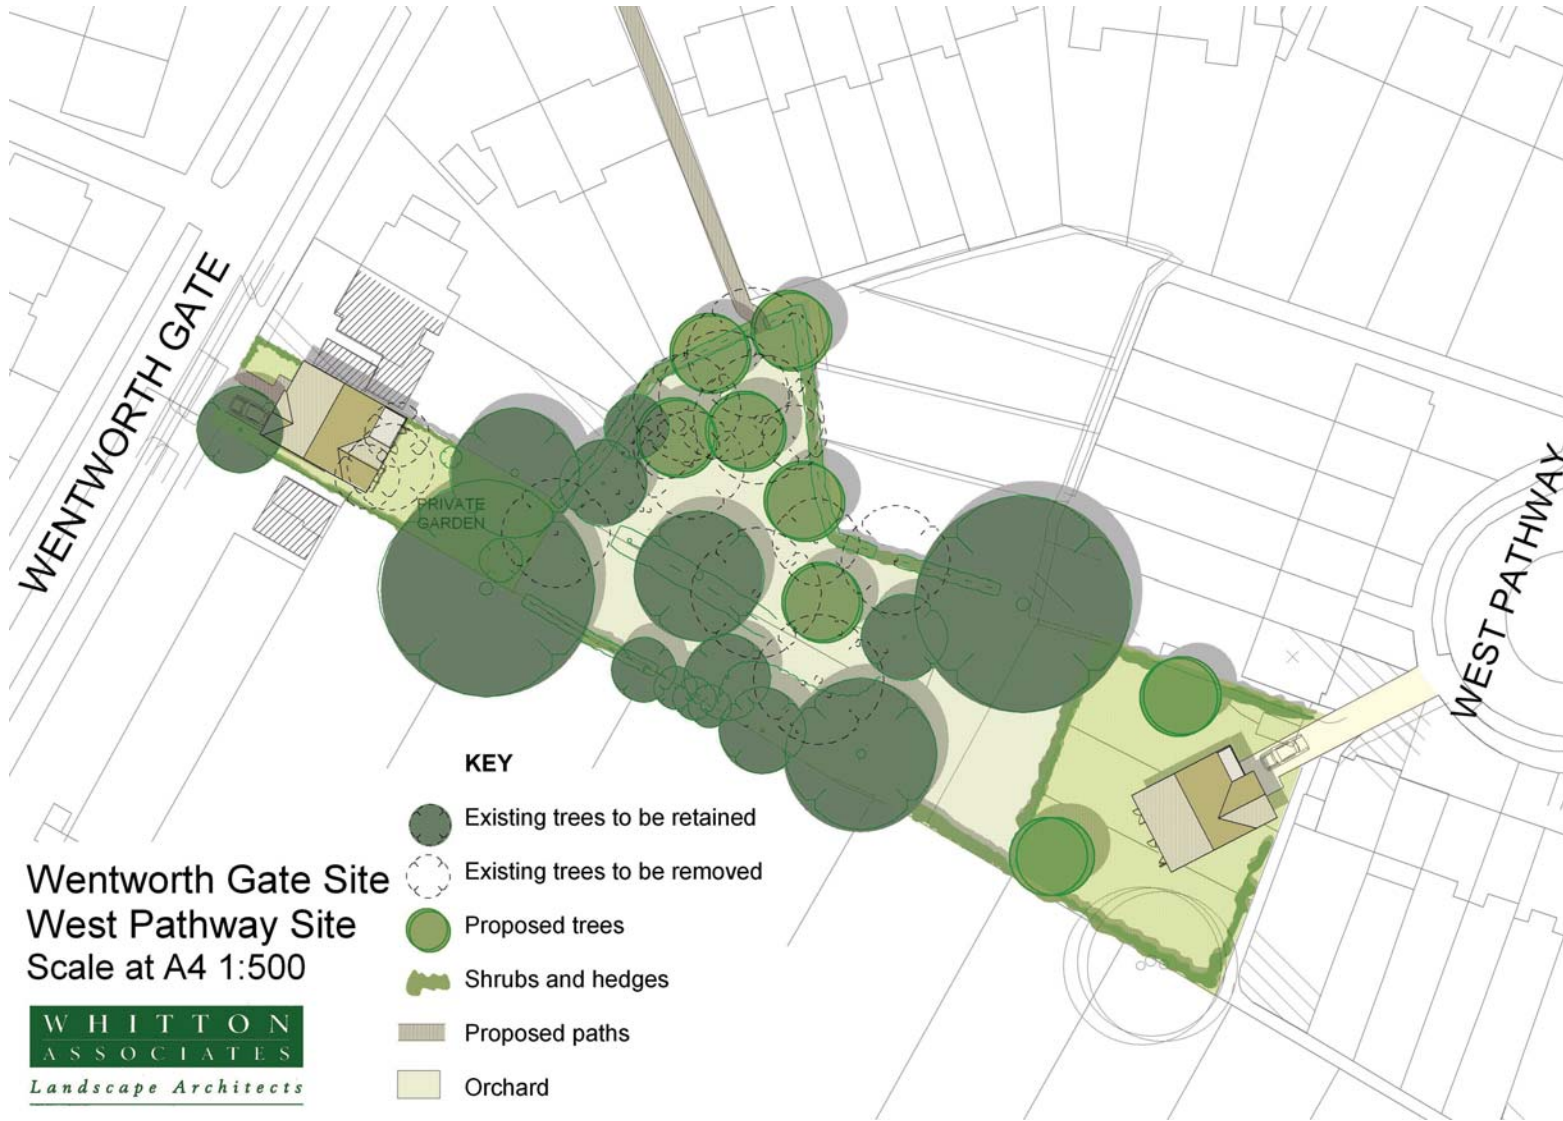 WENTWORTH GATE
PRIVATE
GARDEN
WEST PATHWAY
KEY
Existing trees to be retained
Existing trees to be removed
Proposed trees
Shrubs and hedges
Proposed paths
Orchard
Wentworth Gate Site
West Pathway Site
Scale at A4 1:500
WHITTON
ASSOCIATES
Landscape Architects